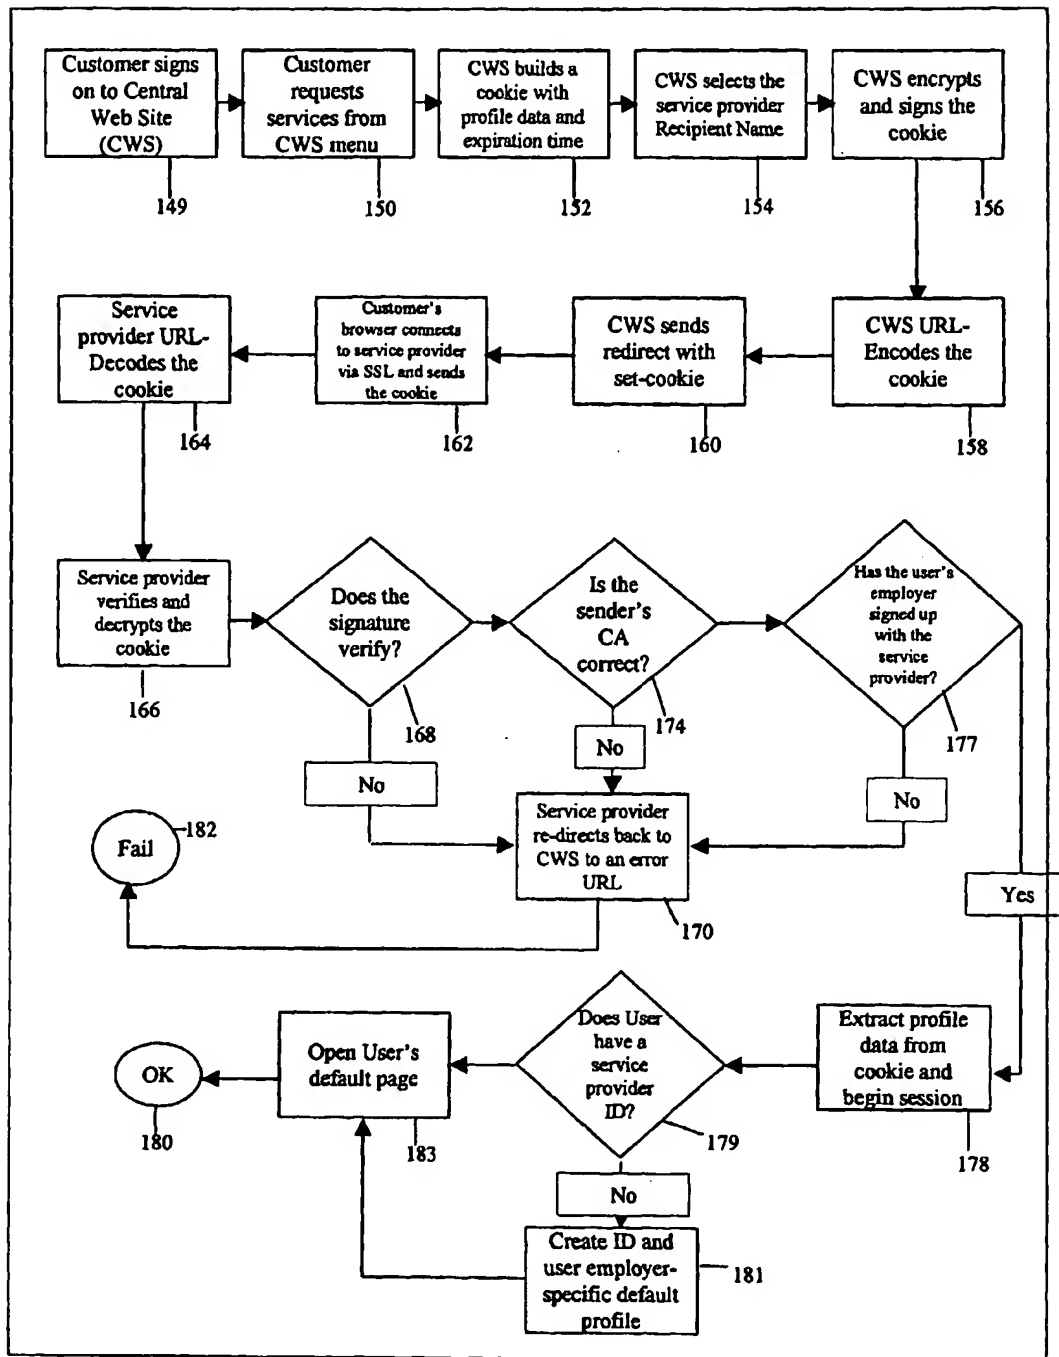 Customer signs
on to Central
Web Site
(CWS)
149
Customer
requests
services from
CWS menu
150
CWS builds a
cookie with
profile data and
expiration time
152
CWS selects the
service provider
Recipient Name
154
CWS encrypts
and signs the
cookie
156
Service
provider URL-
Decodes the
cookie
164
Customer's
browser connects
to service provider
via SSL and sends
the cookie
162
CWS sends
redirect with
set-cookie
160
CWS URL-
Encodes the
cookie
158
Service provider
verifies and
decrypts the
cookie
166
Does the
signature
verify?
168
Is the
sender's
CA
correct?
174
Has the user's
employer
signed up
with the
service
provider?
177
No
No
No
Fail
182
Service provider
re-directs back to
CWS to an error
URL
170
Yes
OK
180
Open User's
default page
183
Does User
have a
service
provider
ID?
179
Extract profile
data from
cookie and
begin session
178
No
Create ID and
user employer-
specific default
profile
181